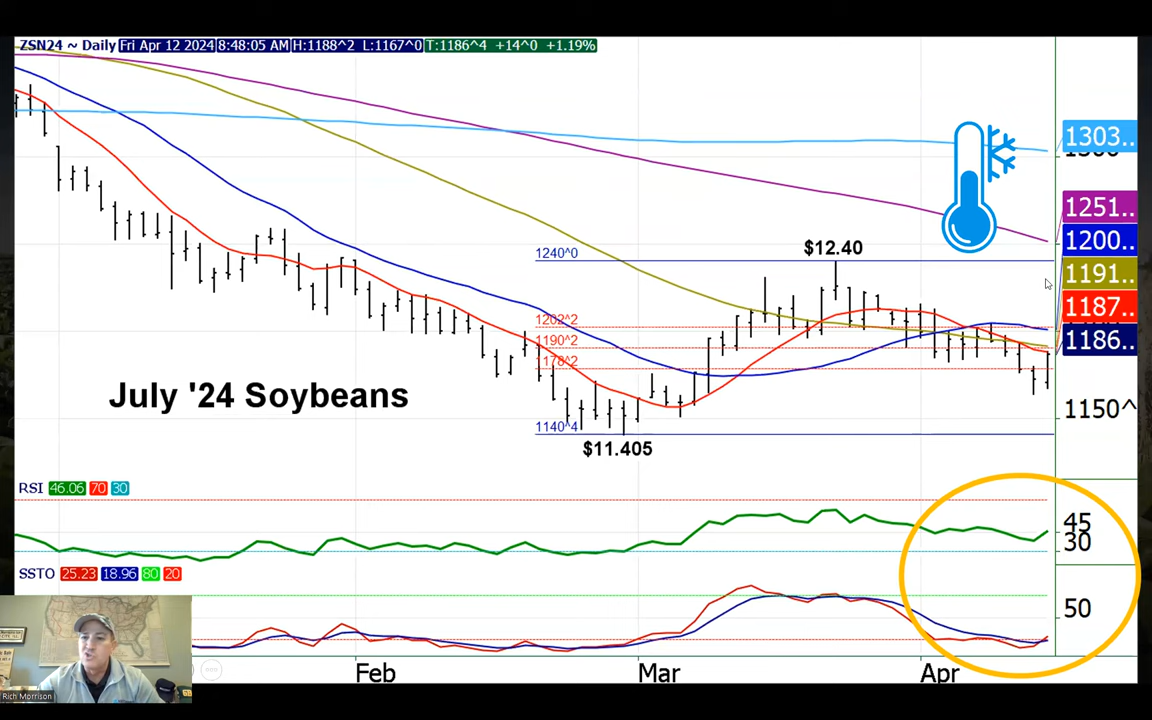 ZSN24 ~ Daily Fri Apr 12 2024 8:48:05 AM H:1188^2 L:1167^0 T:1186^4 +14^0 +1.19%
1303..
1300
1251..
1200..
1240^0
$12.40
1191..
1187..
1202^2
1186..
1190^2
1178^2
July '24 Soybeans
1150^
1140^4
$11.405
RSI 46.06 70 30
45
30
SSTO 25.23 18.96 80 20
50
Feb
Mar
Apr
Rich Morrison